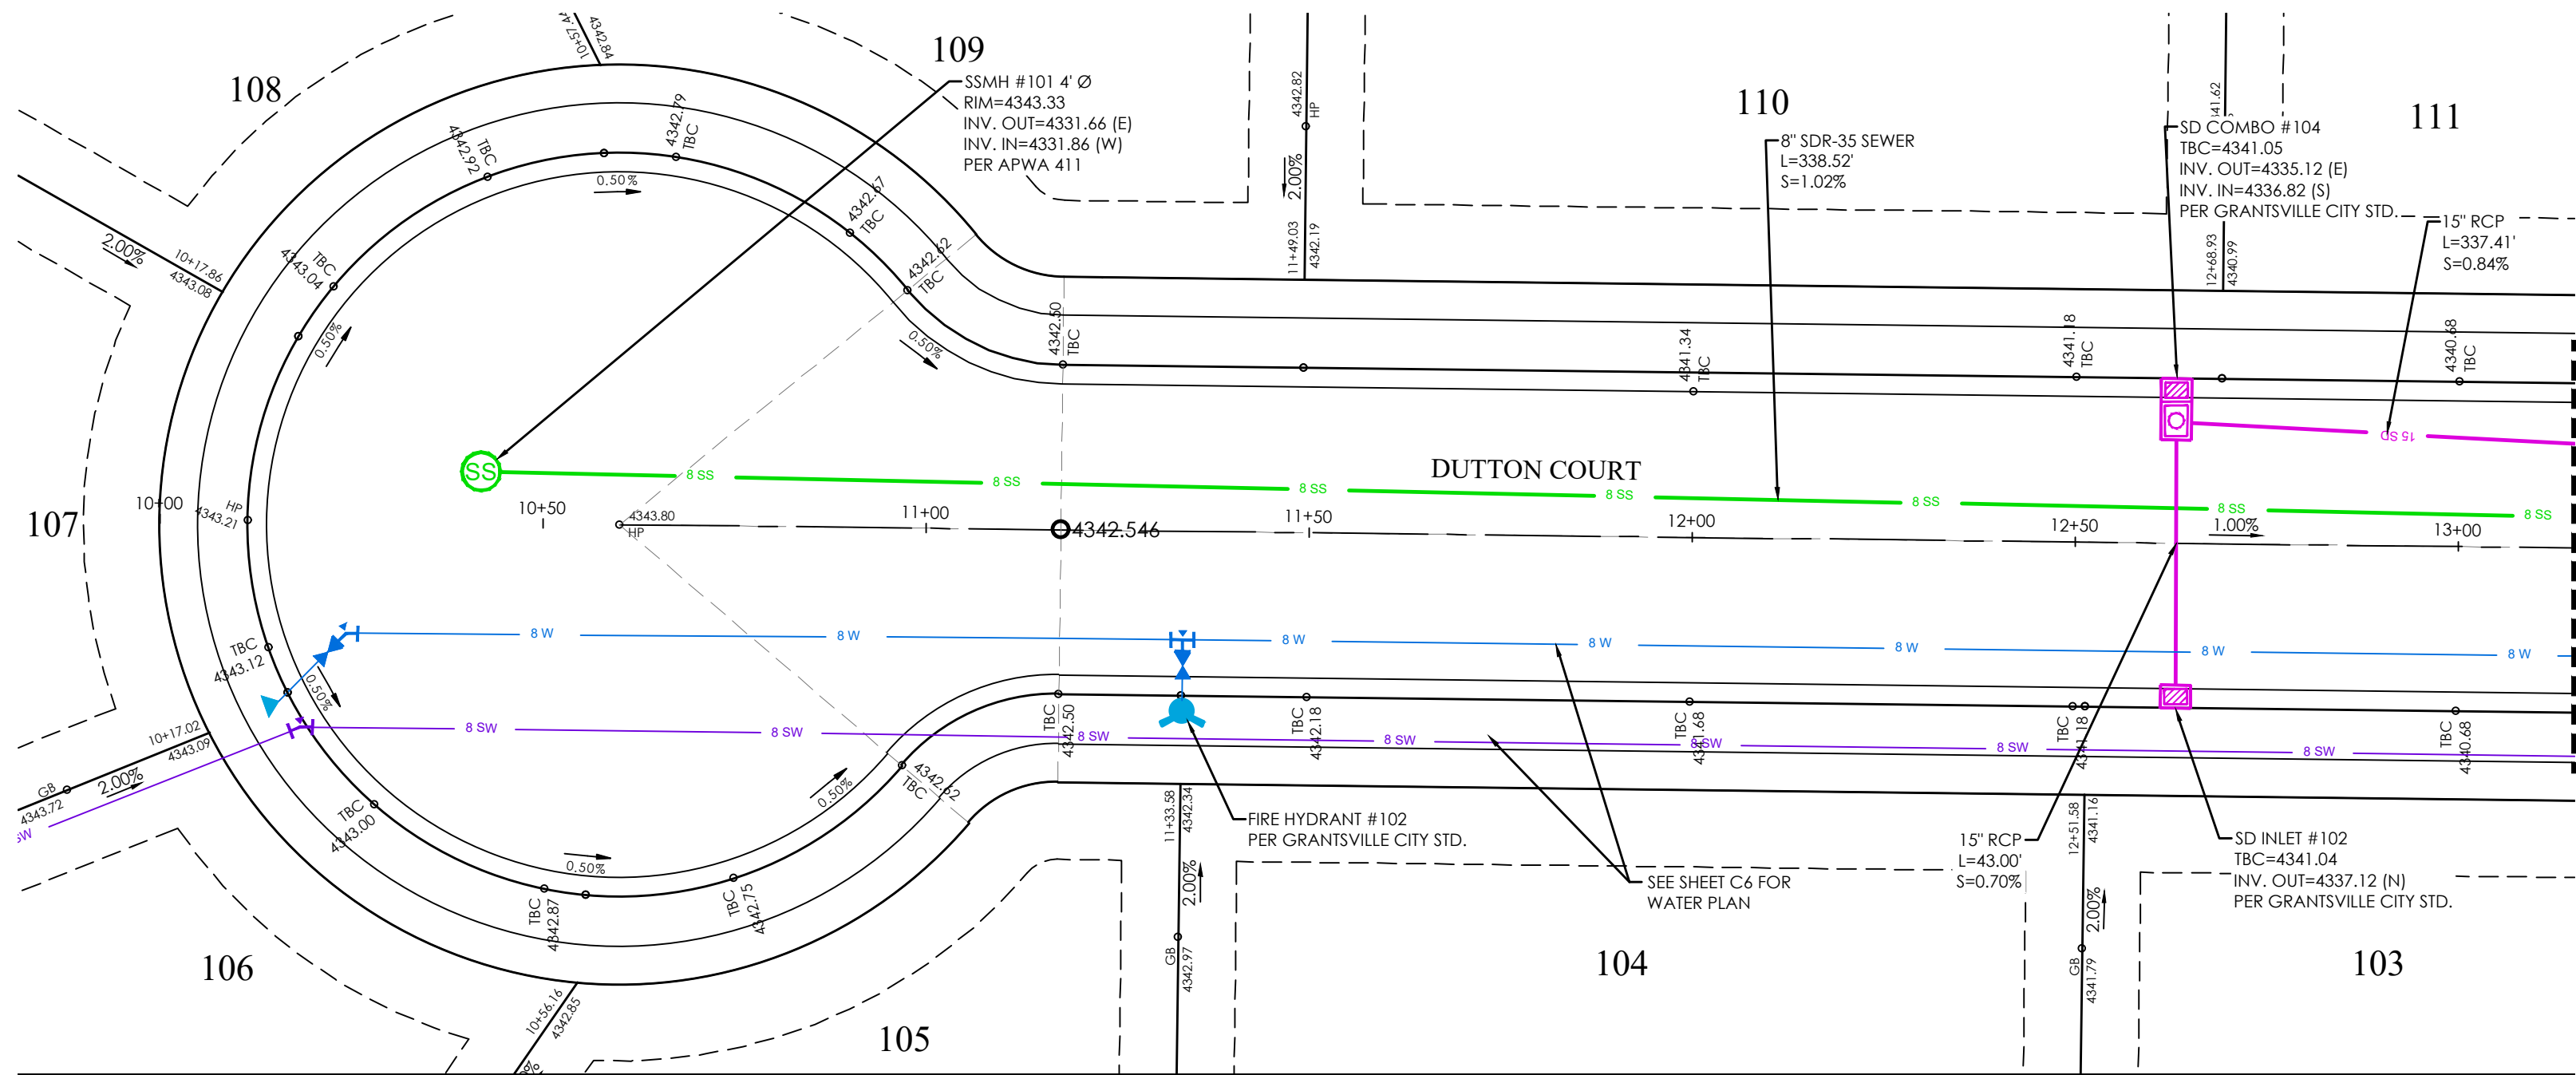 108
109
110
111
107
106
105
104
103
SSMH #101 4' Ø
RIM=4343.33
INV. OUT=4331.66 (E)
INV. IN=4331.86 (W)
PER APWA 411
8" SDR-35 SEWER
L=338.52'
S=1.02%
SD COMBO #104
TBC=4341.05
INV. OUT=4335.12 (E)
INV. IN=4336.82 (S)
PER GRANTSVILLE CITY STD.
15" RCP
L=337.41'
S=0.84%
4342.84
10+57.44
TBC
4342.92
4342.79
TBC
0.50%
4342.67
TBC
4342.62
TBC
0.50%
4342.50
TBC
4342.82
HP
2.00%
11+49.03
4342.19
12+68.93
4340.99
2.00%
10+17.86
4343.08
TBC
4343.04
0.50%
4341.34
TBC
4341.18
TBC
4340.68
TBC
15 SD
SS
8 SS
8 SS
8 SS
8 SS
8 SS
8 SS
8 SS
DUTTON COURT
10+00
HP
4343.21
10+50
4343.80
HP
11+00
4342.546
11+50
12+00
12+50
1.00%
13+00
8 W
8 W
8 W
8 W
8 W
8 W
8 W
TBC
4343.12
0.50%
8 SW
8 SW
8 SW
8 SW
8 SW
8 SW
8 SW
SW
10+17.02
4343.09
GB
4343.72
2.00%
TBC
4343.00
0.50%
0.50%
TBC
4342.87
TBC
4342.75
4342.62
TBC
TBC
4342.50
TBC
4342.18
TBC
4341.68
TBC
4341.18
TBC
4340.68
10+56.16
4342.85
11+33.58
4342.34
2.00%
GB
4342.97
FIRE HYDRANT #102
PER GRANTSVILLE CITY STD.
SEE SHEET C6 FOR
WATER PLAN
15" RCP
L=43.00'
S=0.70%
12+51.58
4341.16
2.00%
GB
4341.79
SD INLET #102
TBC=4341.04
INV. OUT=4337.12 (N)
PER GRANTSVILLE CITY STD.